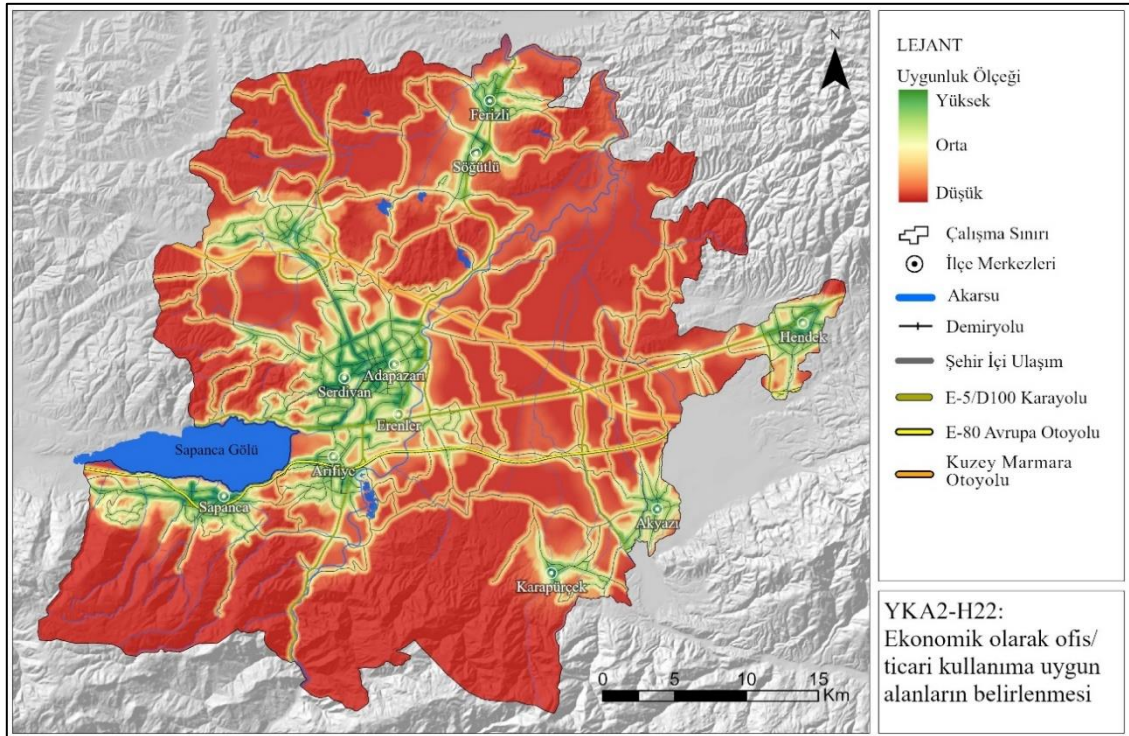 N
Ferizli
Söğütlü
Hendek
Adapazarı
Serdivan
Erenler
Sapanca Gölü
Arifiye
Sapanca
Akyazı
Karapürçek
0 5 10 15
Km
LEJANT
Uygunluk Ölçeği
Yüksek
Orta
Düşük
Çalışma Sınırı
İlçe Merkezleri
Akarsu
Demiryolu
Şehir İçi Ulaşım
E-5/D100 Karayolu
E-80 Avrupa Otoyolu
Kuzey Marmara
Otoyolu
YKA2-H22:
Ekonomik olarak ofis/
ticari kullanıma uygun
alanların belirlenmesi